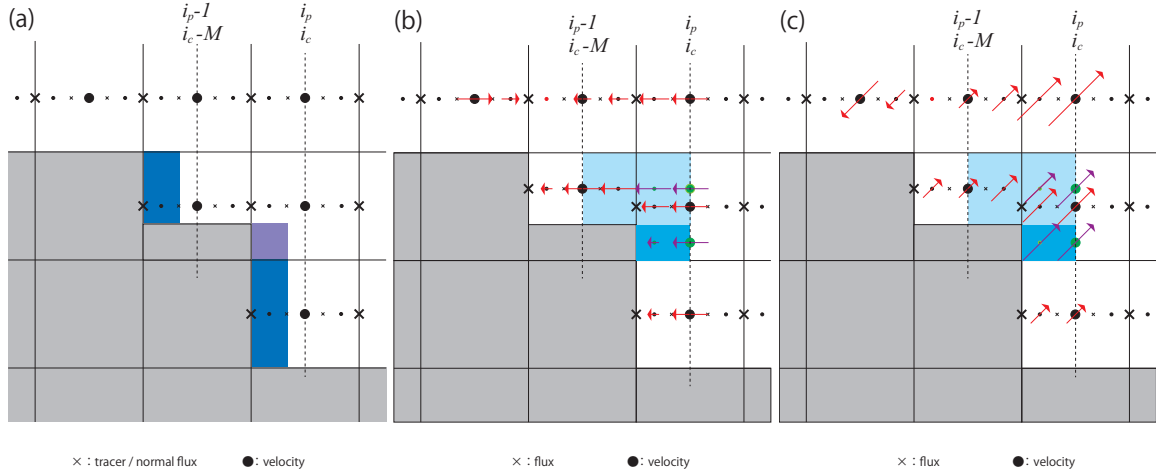 (a)
i_p-1
i_c-M
i_p
i_c
(b)
i_p-1
i_c-M
i_p
i_c
(c)
i_p-1
i_c-M
i_p
i_c
× : tracer / normal flux ●: velocity
× : flux ●: velocity
× : flux ●: velocity